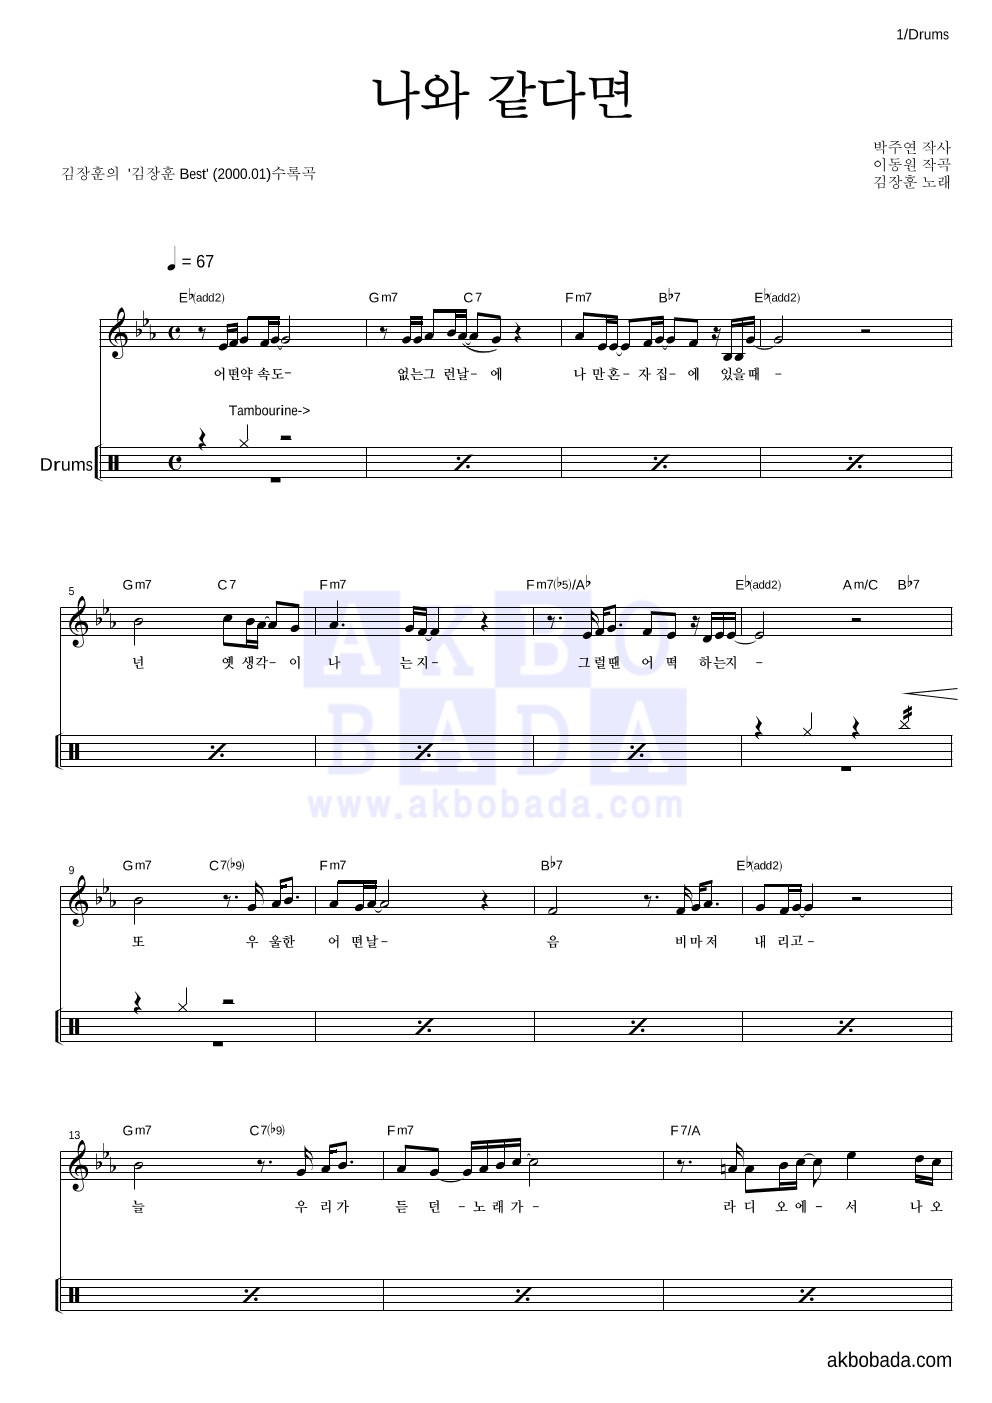 1/Drums
나와 같다면
박주연 작사
이동원 작곡
김장훈 노래
김장훈의 '김장훈 Best' (2000.01)수록곡
= 67
E♭(add2) Gm7 C7 Fm7 B♭7 E♭(add2)
어떤약 속도- 없는그 런날- 에 나 만혼- 자 집- 에 있을때 -
Tambourine->
Drums
5 Gm7 C7 Fm7 Fm7(♭5)/A♭ E♭(add2) Am/C B♭7
넌 옛 생각- 이 나 는지- 그럴땐 어 떡 하는지 -
AKBO
BADA
www.akbobada.com
9 Gm7 C7(♭9) Fm7 B♭7 E♭(add2)
또 우 울한 어 떤날- 음 비마저 내 리고-
13 Gm7 C7(♭9) Fm7 F7/A
늘 우 리가 듣 던 -노래가- 라디 오에- 서 나오
akbobada.com